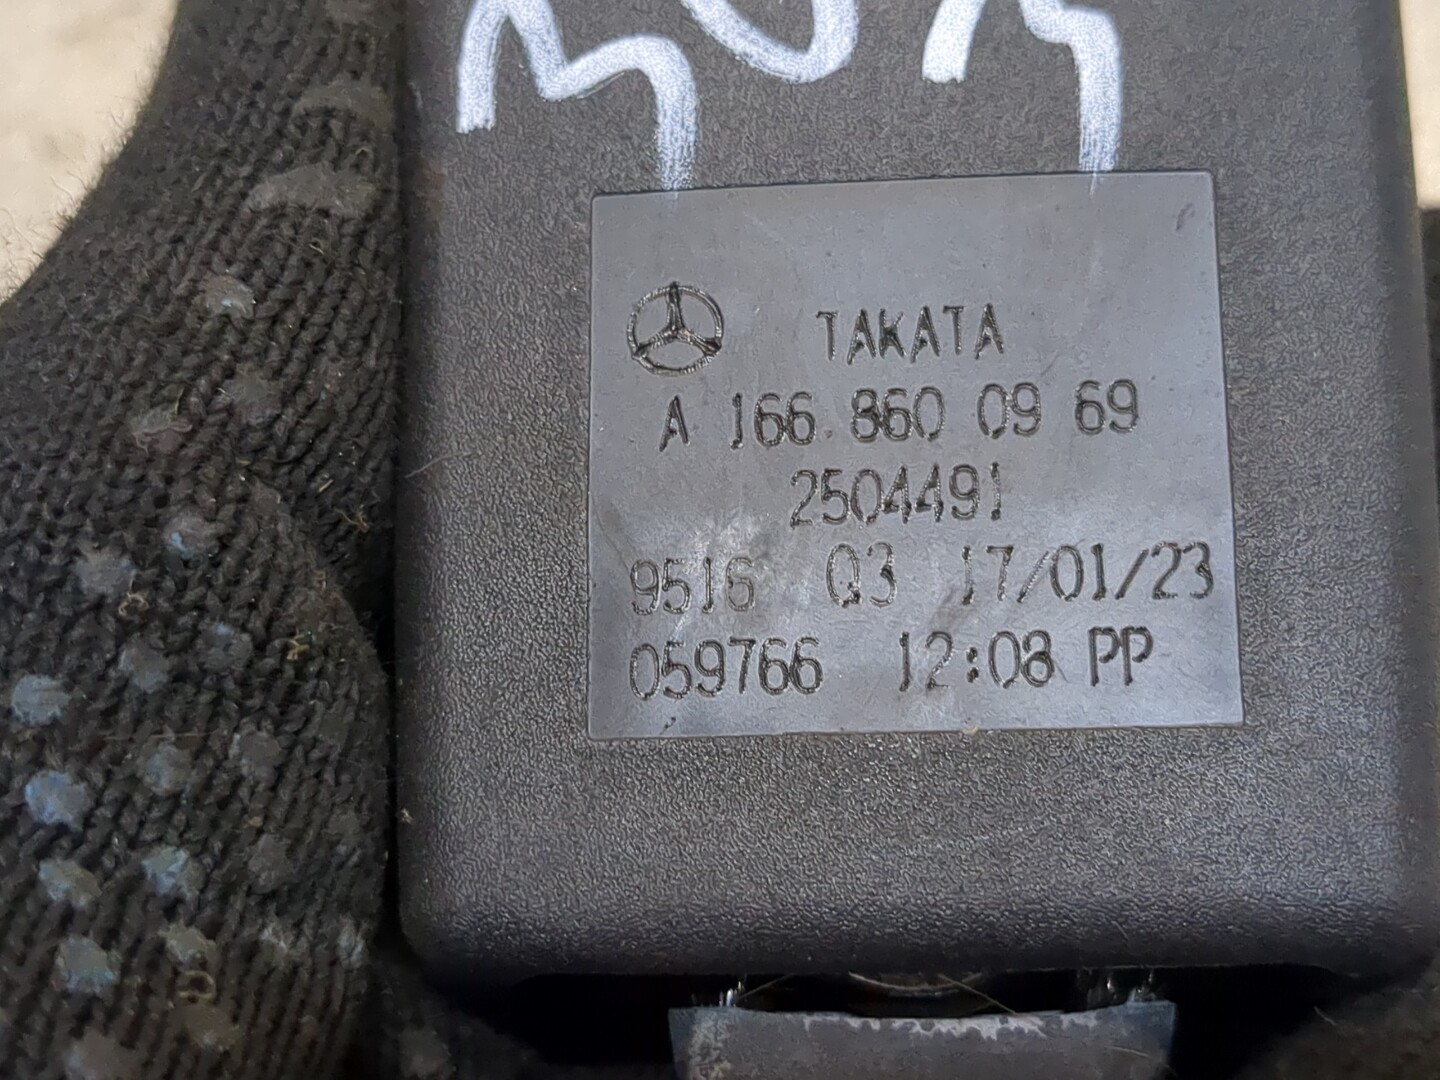 TAKATA
A 166 860 09 69
2504491
9516 Q3 17/01/23
059766 12:08 PP